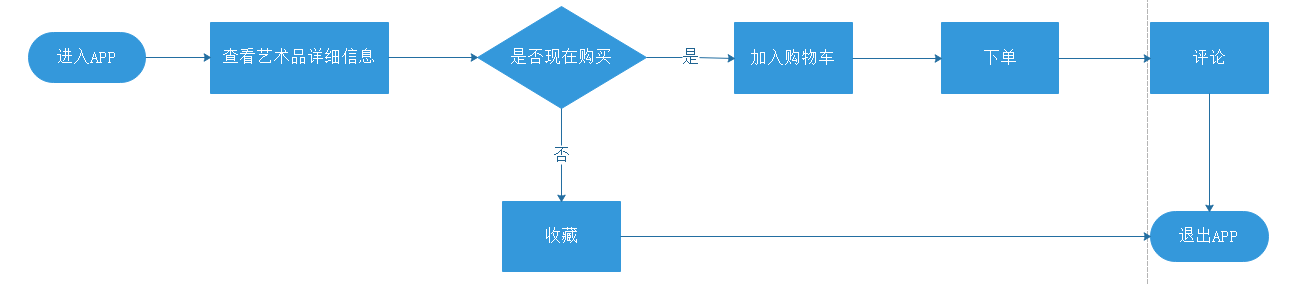 进入APP
查看艺术品详细信息
是否现在购买
是
加入购物车
下单
评论
否
收藏
退出APP